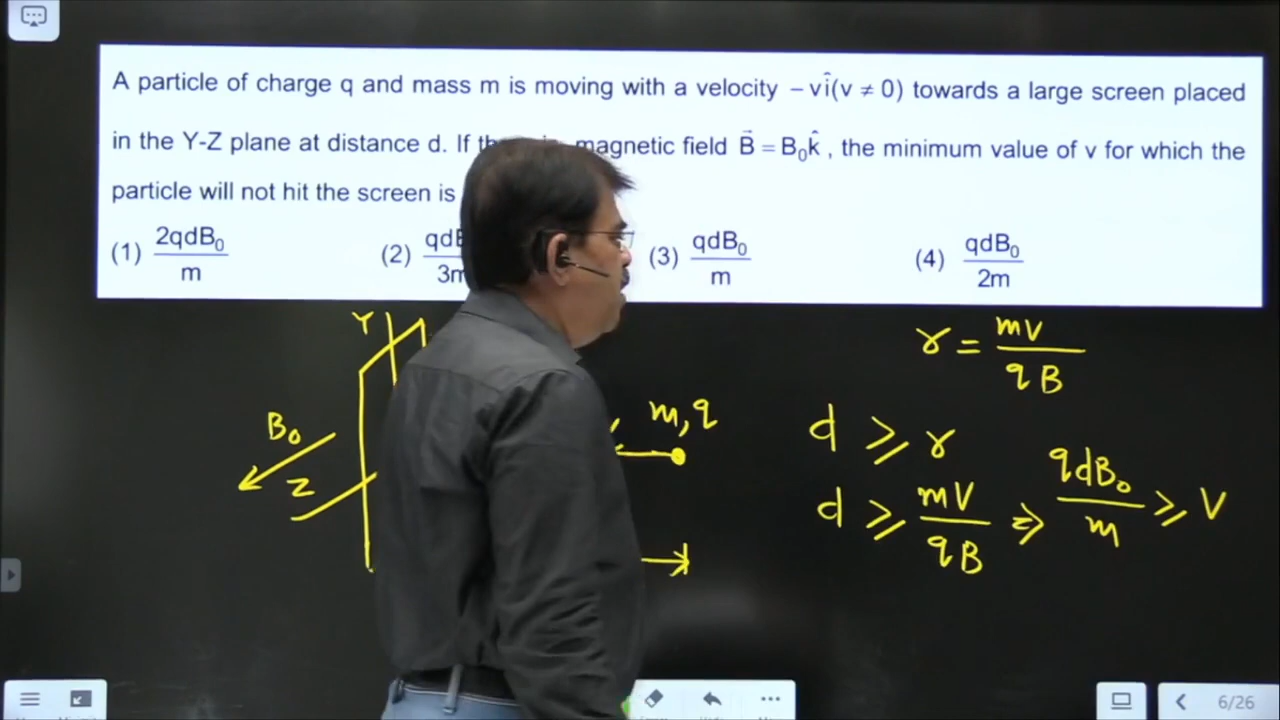 A particle of charge q and mass m is moving with a velocity − vî(v ≠ 0) towards a large screen placed
in the Y-Z plane at distance d. If magnetic field B⃗ = B₀k̂ , the minimum value of v for which the
particle will not hit the screen is
(1) 2qdB₀/m (2) (3) qdB₀/m (4) qdB₀/2m
Y
r = mv/qB
B₀
m, q
d ≥ r
Z
d ≥ mV/qB ⇒ qdB₀/m ≥ V
6/26